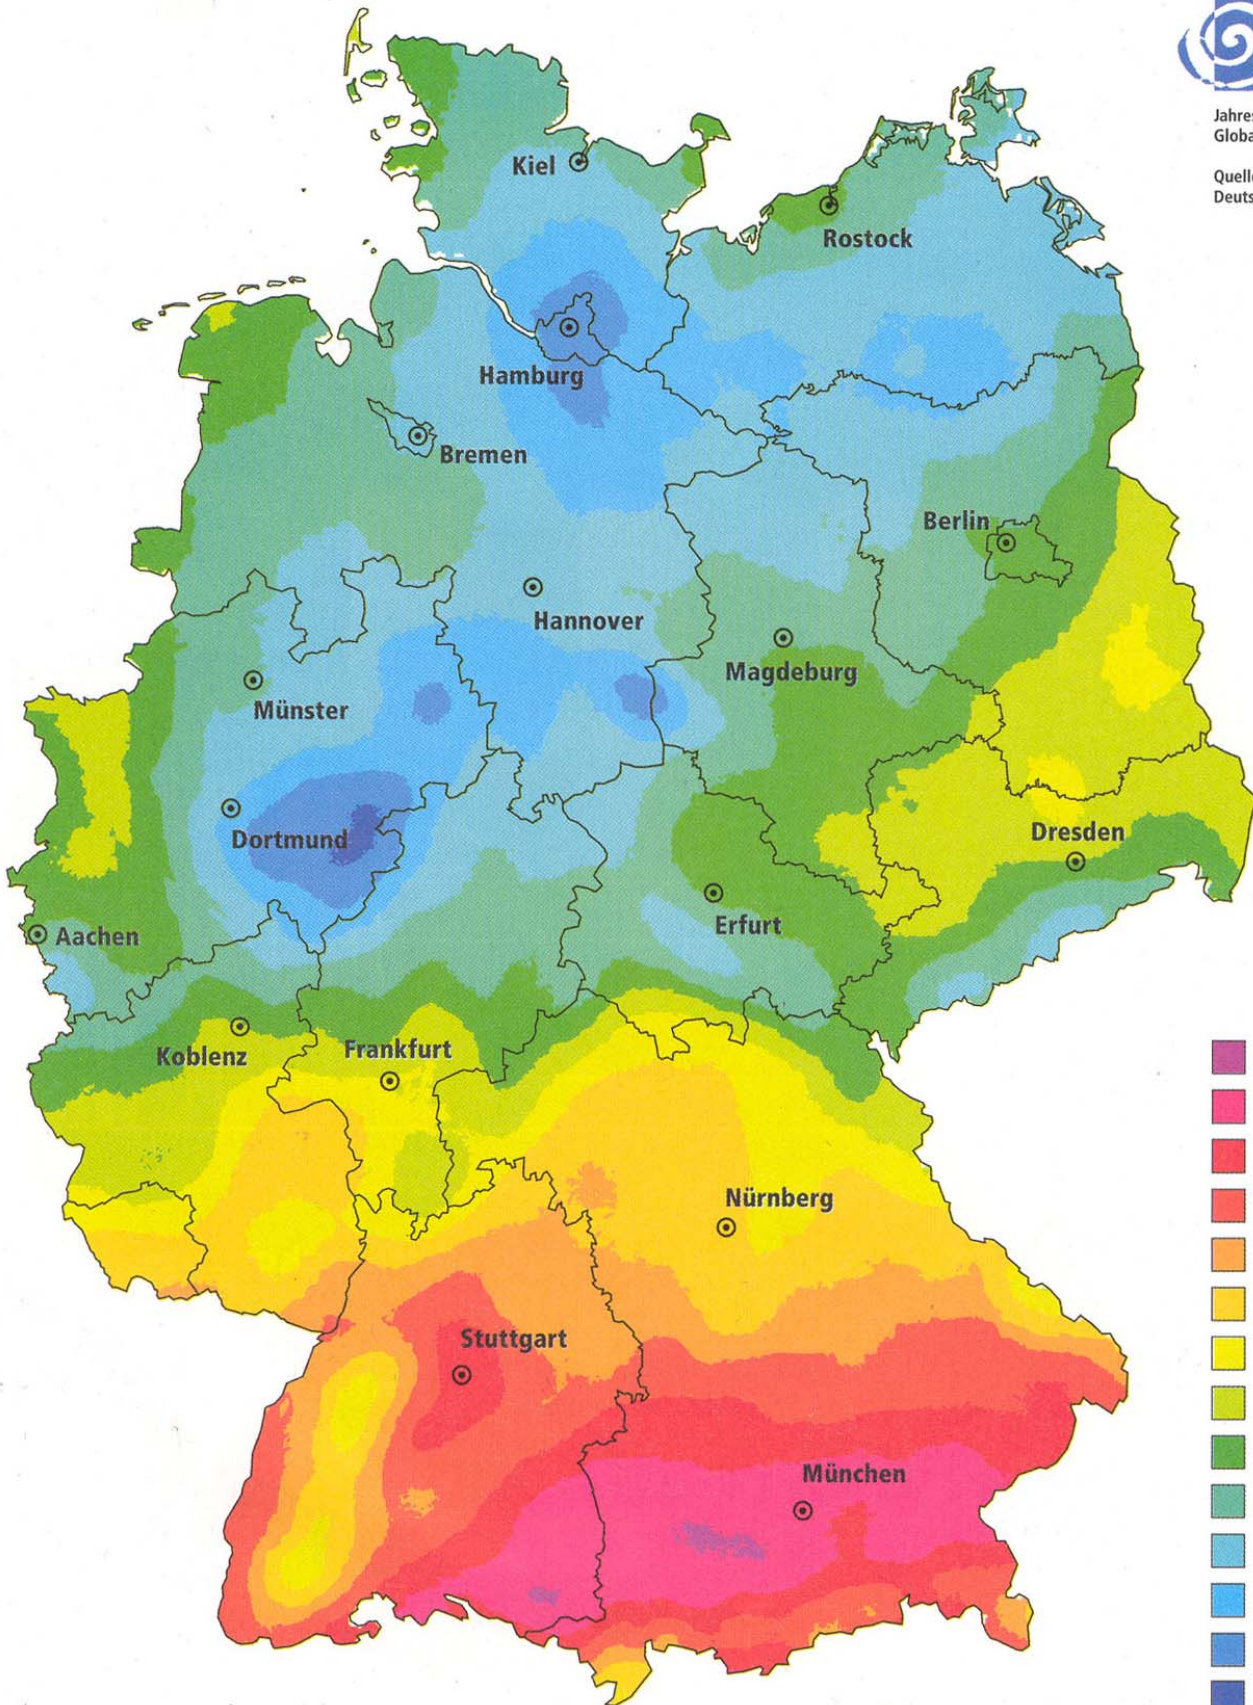 Jahres
Globa
Quelle
Deuts
Kiel
Rostock
Hamburg
Bremen
Berlin
Hannover
Magdeburg
Münster
Dortmund
Dresden
Erfurt
Aachen
Koblenz
Frankfurt
Nürnberg
Stuttgart
München